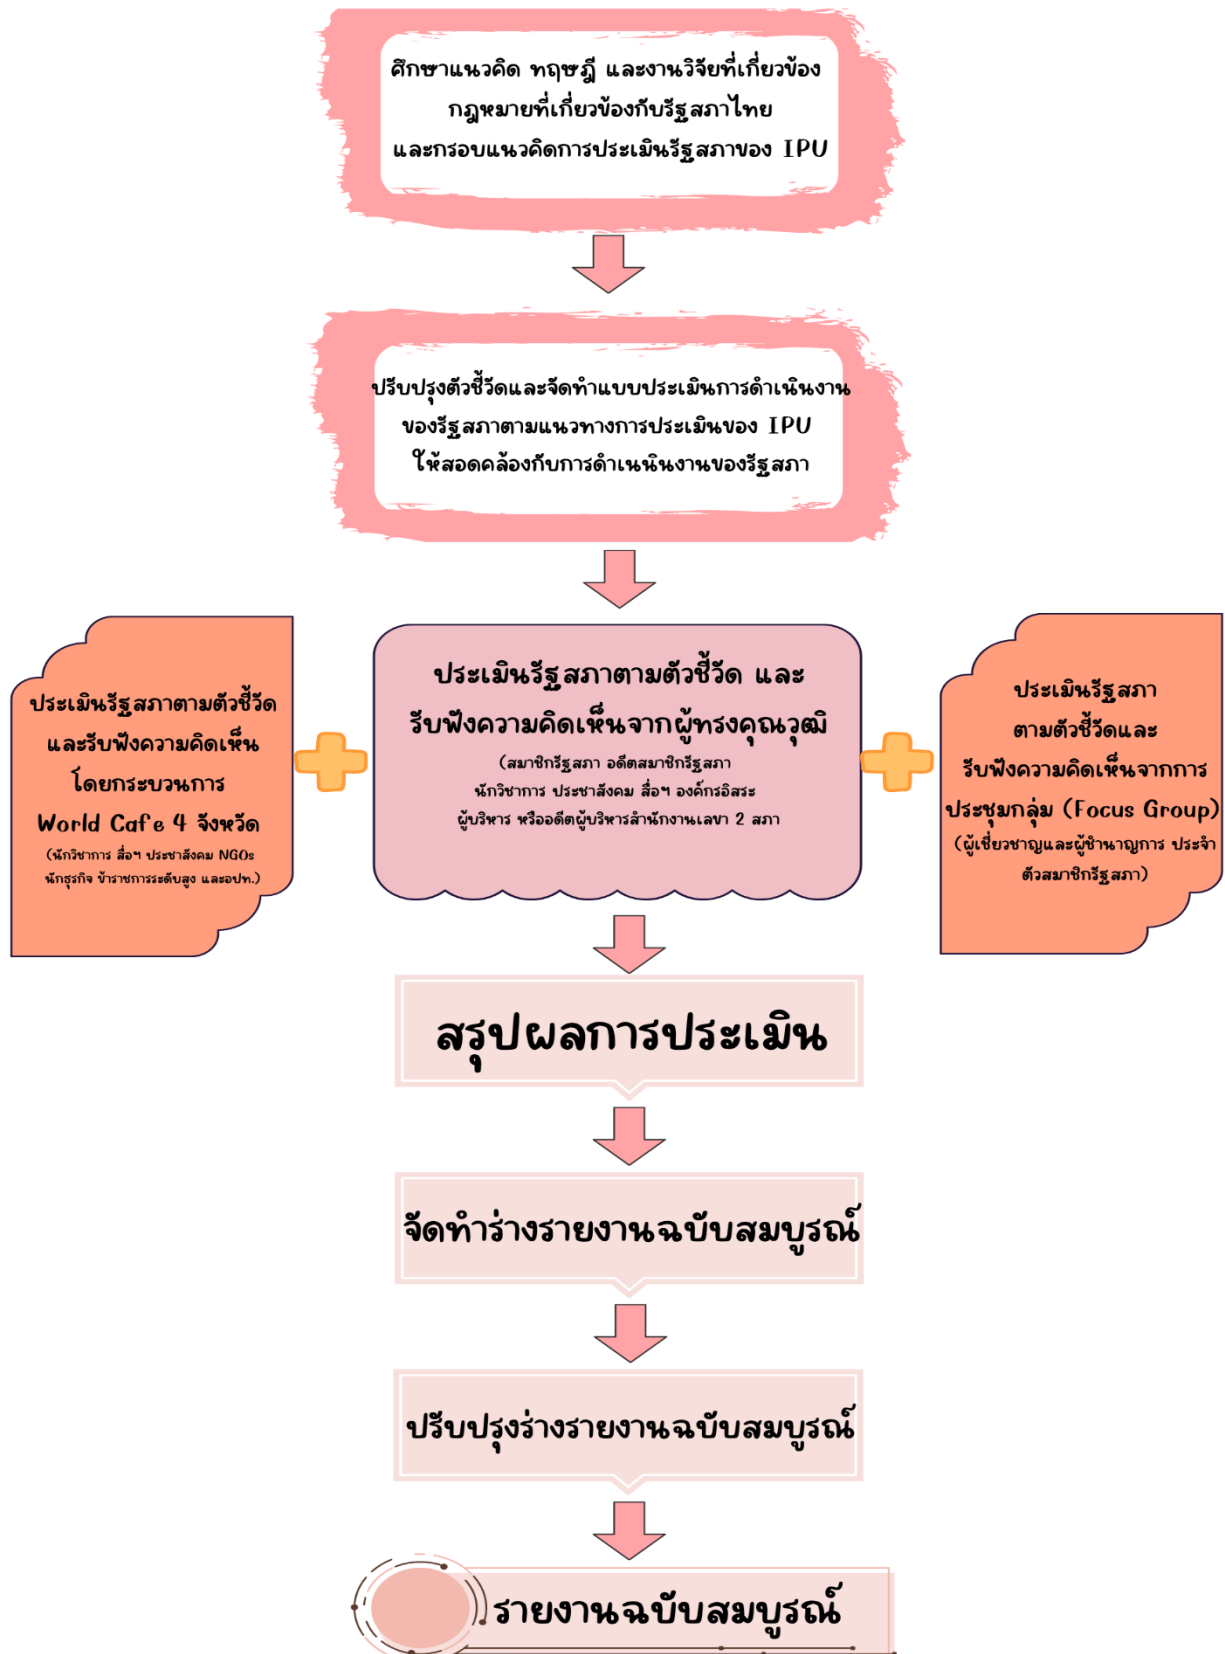 ศึกษาแนวคิด ทฤษฎี และงานวิจัยที่เกี่ยวข้อง
กฎหมายที่เกี่ยวข้องกับรัฐสภาไทย
และกรอบแนวคิดการประเมินรัฐสภาของ IPU
ปรับปรุงตัวชี้วัดและจัดทำแบบประเมินการดำเนินงาน
ของรัฐสภาตามแนวทางการประเมินของ IPU
ให้สอดคล้องกับการดำเนนินงานของรัฐสภา
ประเมินรัฐสภาตามตัวชี้วัด
และรับฟังความคิดเห็น
โดยกระบวนการ
World Cafe 4 จังหวัด
(นักวิชาการ สื่อฯ ประชาสังคม NGOs
นักธุรกิจ ข้าราชการระดับสูง และอปท.)
ประเมินรัฐสภาตามตัวชี้วัด และ
รับฟังความคิดเห็นจากผู้ทรงคุณวุฒิ
(สมาชิกรัฐสภา อดีตสมาชิกรัฐสภา
นักวิชาการ ประชาสังคม สื่อฯ องค์กรอิสระ
ผู้บริหาร หรืออดีตผู้บริหารสำนักงานเลขา 2 สภา
ประเมินรัฐสภา
ตามตัวชี้วัดและ
รับฟังความคิดเห็นจากการ
ประชุมกลุ่ม (Focus Group)
(ผู้เชี่ยวชาญและผู้ชำนาญการ ประจำ
ตัวสมาชิกรัฐสภา)
สรุปผลการประเมิน
จัดทำร่างรายงานฉบับสมบูรณ์
ปรับปรุงร่างรายงานฉบับสมบูรณ์
รายงานฉบับสมบูรณ์